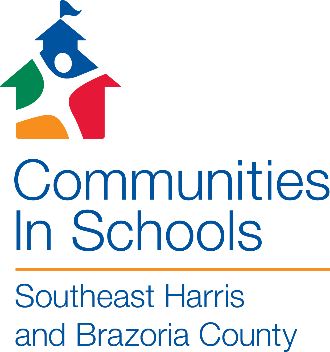 Communities
In Schools
Southeast Harris
and Brazoria County